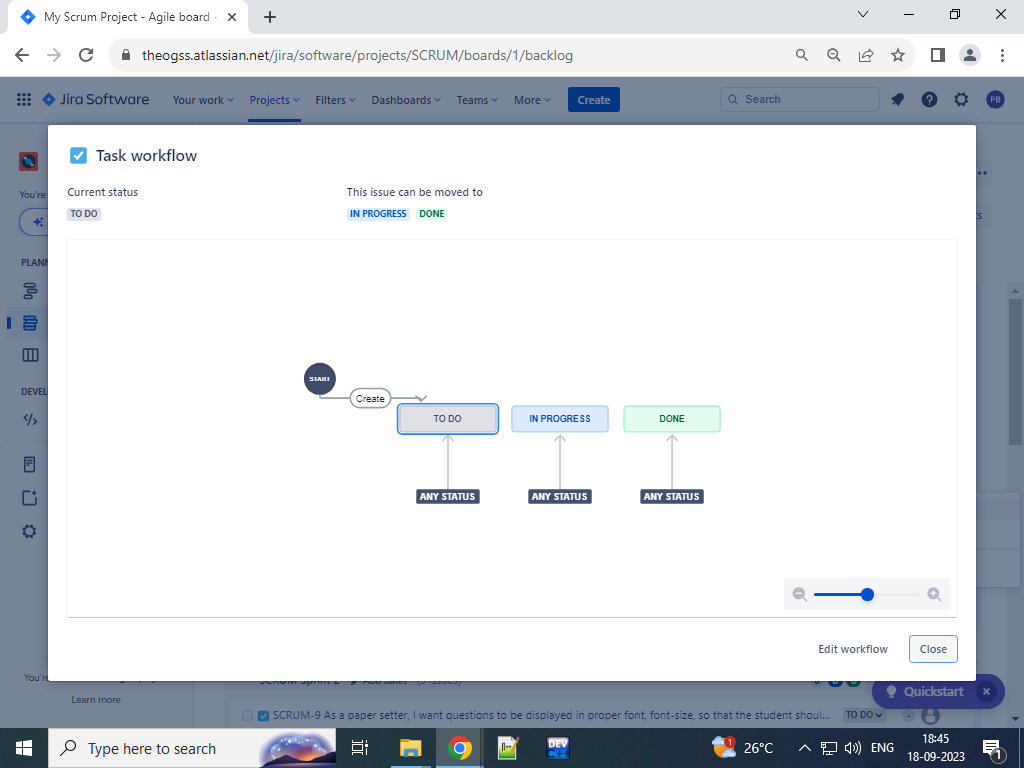 My Scrum Project - Agile board -
theogss.atlassian.net/jira/software/projects/SCRUM/boards/1/backlog
Jira Software
Your work
Projects
Filters
Dashboards
Teams
More
Create
Search
PB
Task workflow
Current status
This issue can be moved to
TO DO
IN PROGRESS
DONE
You're
PLANN
DEVEL
START
Create
TO DO
IN PROGRESS
DONE
ANY STATUS
ANY STATUS
ANY STATUS
Edit workflow
Close
You're
Learn more
SCRUM Sprint 2
Add dates
(5 issues)
Quickstart
SCRUM-9 As a paper setter, I want questions to be displayed in proper font, font-size, so that the student shoul...
TO DO
-
Type here to search
DEV
1
26°C
ENG
18:45
18-09-2023
1